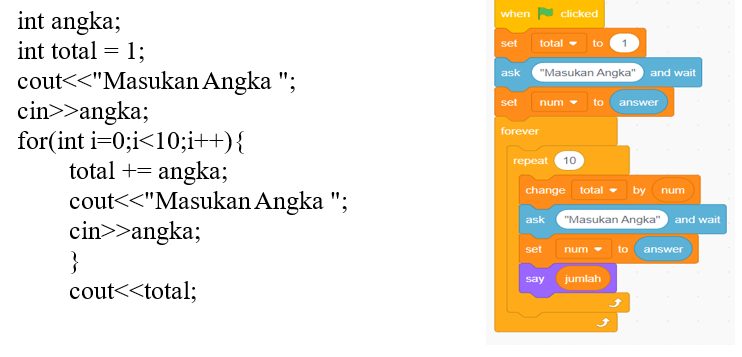 int angka;
int total = 1;
cout<<"Masukan Angka ";
cin>>angka;
for(int i=0;i<10;i++){
total += angka;
cout<<"Masukan Angka ";
cin>>angka;
}
cout<<total;
when clicked
set total to 1
ask "Masukan Angka" and wait
set num to answer
forever
repeat 10
change total by num
ask "Masukan Angka" and wait
set num to answer
say jumlah